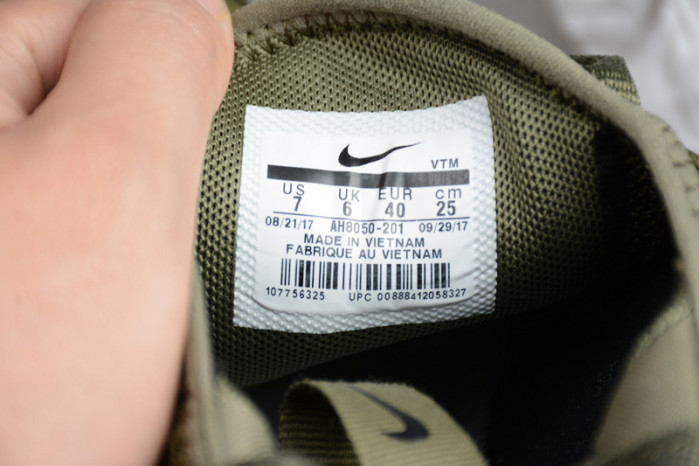 VTM
US UK EUR cm
7 6 40 25
08/21/17 AH8050-201 09/29/17
MADE IN VIETNAM
FABRIQUE AU VIETNAM
107756325 UPC 00888412058327